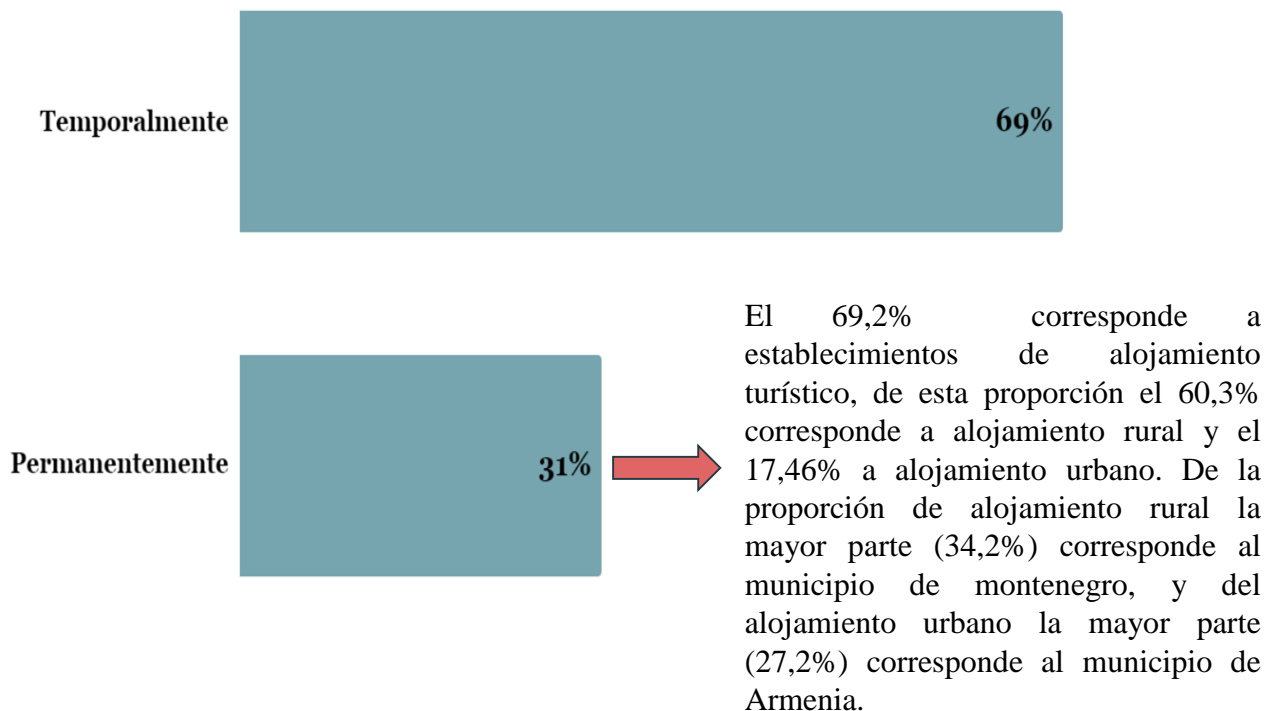 Temporalmente
69%
Permanentemente
31%
El 69,2% corresponde a
establecimientos de alojamiento
turístico, de esta proporción el 60,3%
corresponde a alojamiento rural y el
17,46% a alojamiento urbano. De la
proporción de alojamiento rural la
mayor parte (34,2%) corresponde al
municipio de montenegro, y del
alojamiento urbano la mayor parte
(27,2%) corresponde al municipio de
Armenia.